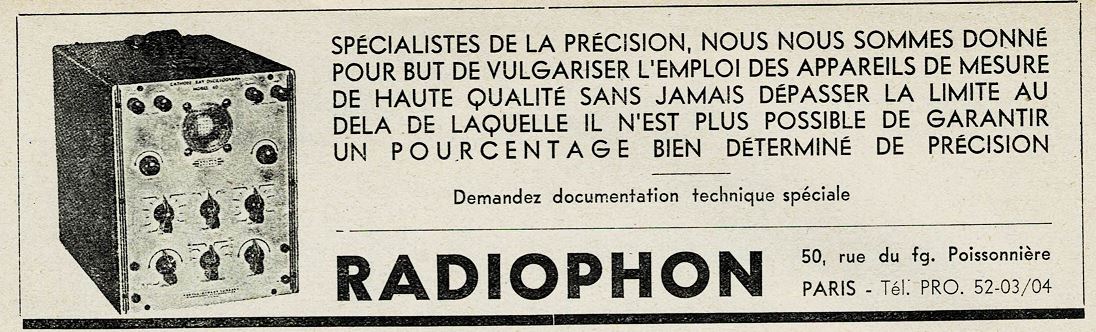 CATHODE RAY OSCILLOGRAPH
SPÉCIALISTES DE LA PRÉCISION, NOUS NOUS SOMMES DONNÉ
POUR BUT DE VULGARISER L'EMPLOI DES APPAREILS DE MESURE
DE HAUTE QUALITÉ SANS JAMAIS DÉPASSER LA LIMITE AU
DELA DE LAQUELLE IL N'EST PLUS POSSIBLE DE GARANTIR
UN POURCENTAGE BIEN DÉTERMINÉ DE PRÉCISION
Demandez documentation technique spéciale
RADIOPHON
50, rue du fg. Poissonnière
PARIS - Tél. PRO. 52-03/04